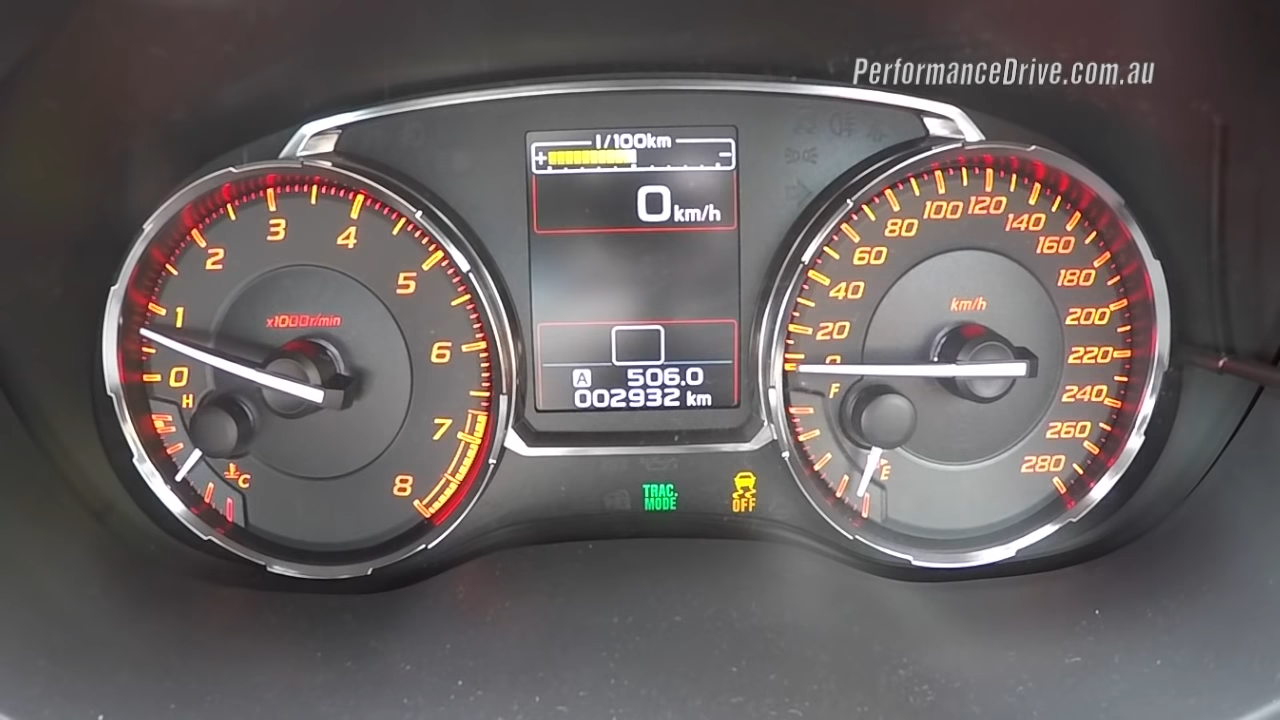 PerformanceDrive.com.au
l/100km
+ -
0 km/h
A 506.0
002932 km
TRAC.
MODE
OFF
0 1 2 3 4 5 6 7 8
x1000r/min
H
C
0 20 40 60 80 100 120 140 160 180 200 220 240 260 280
km/h
F
E